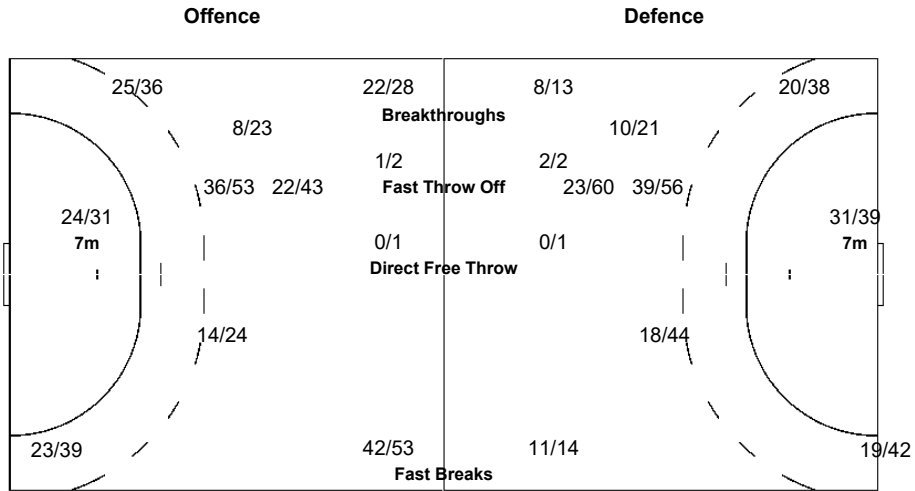 Offence Defence
25/36 22/28 8/13 20/38
Breakthroughs
8/23 10/21
1/2 2/2
36/53 22/43 Fast Throw Off 23/60 39/56
24/31 31/39
7m 0/1 0/1 7m
Direct Free Throw
14/24 18/44
23/39 42/53 11/14 19/42
Fast Breaks